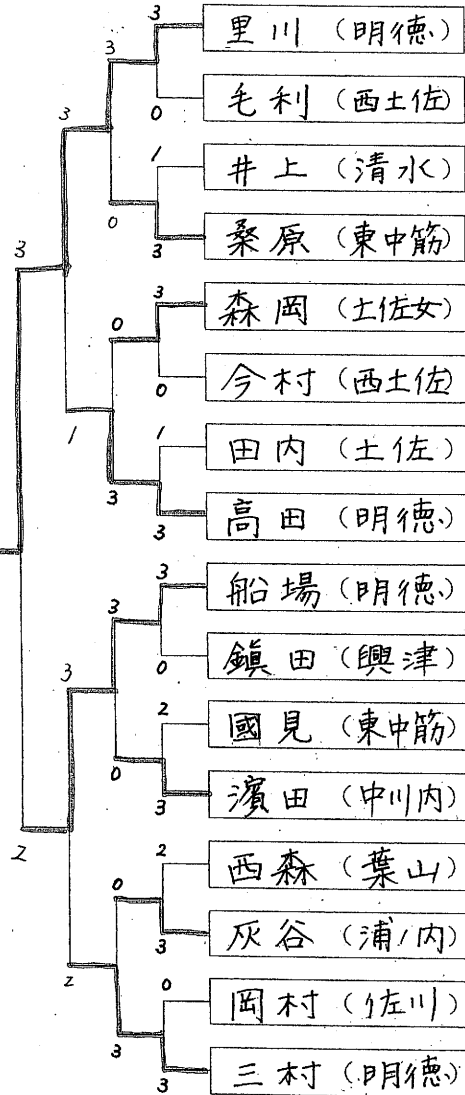 3
里川 (明徳)
3
3
毛利 (西土佐)
0
3
井上 (清水)
1
0
桑原 (東中筋)
3
3
森岡 (土佐女)
3
0
今村 (西土佐)
0
1
田内 (土佐)
1
3
高田 (明徳)
3
船場 (明徳)
3
3
鎭田 (興津)
0
3
國見 (東中筋)
2
0
濱田 (中川内)
3
2
西森 (葉山)
2
0
灰谷 (浦ノ内)
3
2
岡村 (佐川)
0
3
三村 (明徳)
3